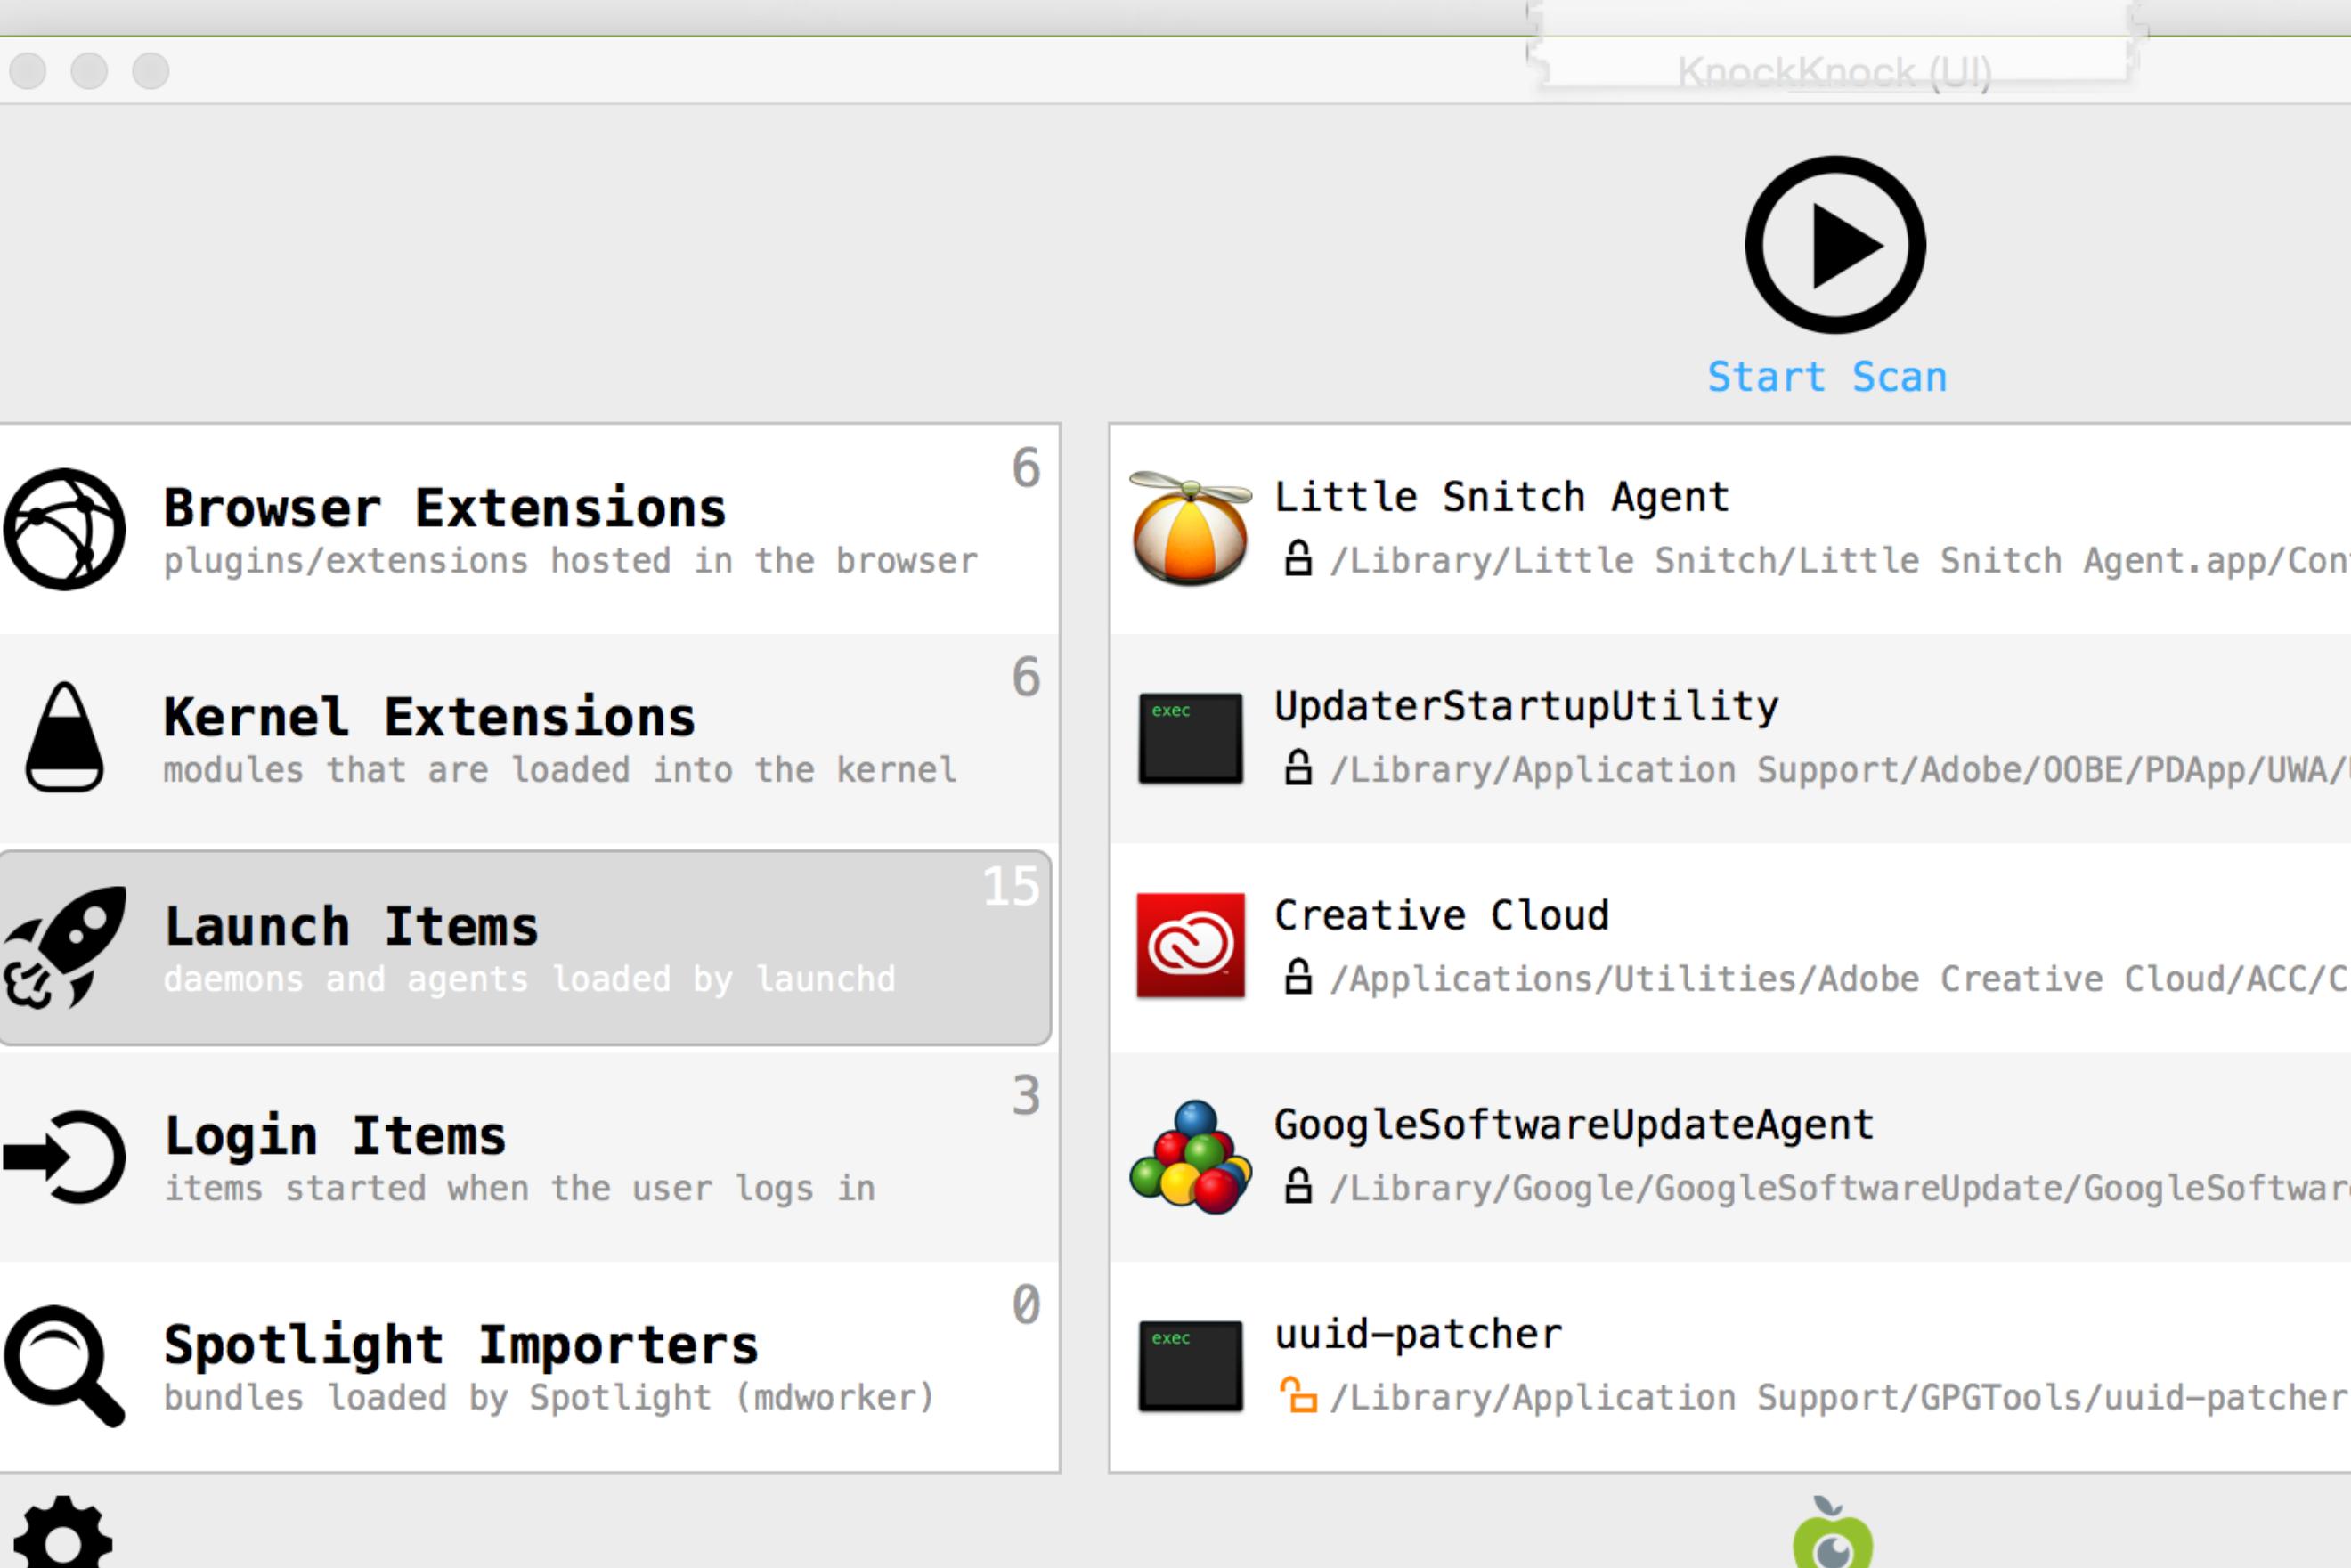 KnockKnock (UI)
Start Scan
6
Browser Extensions
plugins/extensions hosted in the browser
6
Kernel Extensions
modules that are loaded into the kernel
15
Launch Items
daemons and agents loaded by launchd
3
Login Items
items started when the user logs in
0
Spotlight Importers
bundles loaded by Spotlight (mdworker)
Little Snitch Agent
/Library/Little Snitch/Little Snitch Agent.app/Con
exec
UpdaterStartupUtility
/Library/Application Support/Adobe/OOBE/PDApp/UWA/
Creative Cloud
/Applications/Utilities/Adobe Creative Cloud/ACC/C
GoogleSoftwareUpdateAgent
/Library/Google/GoogleSoftwareUpdate/GoogleSoftwar
exec
uuid-patcher
/Library/Application Support/GPGTools/uuid-patcher